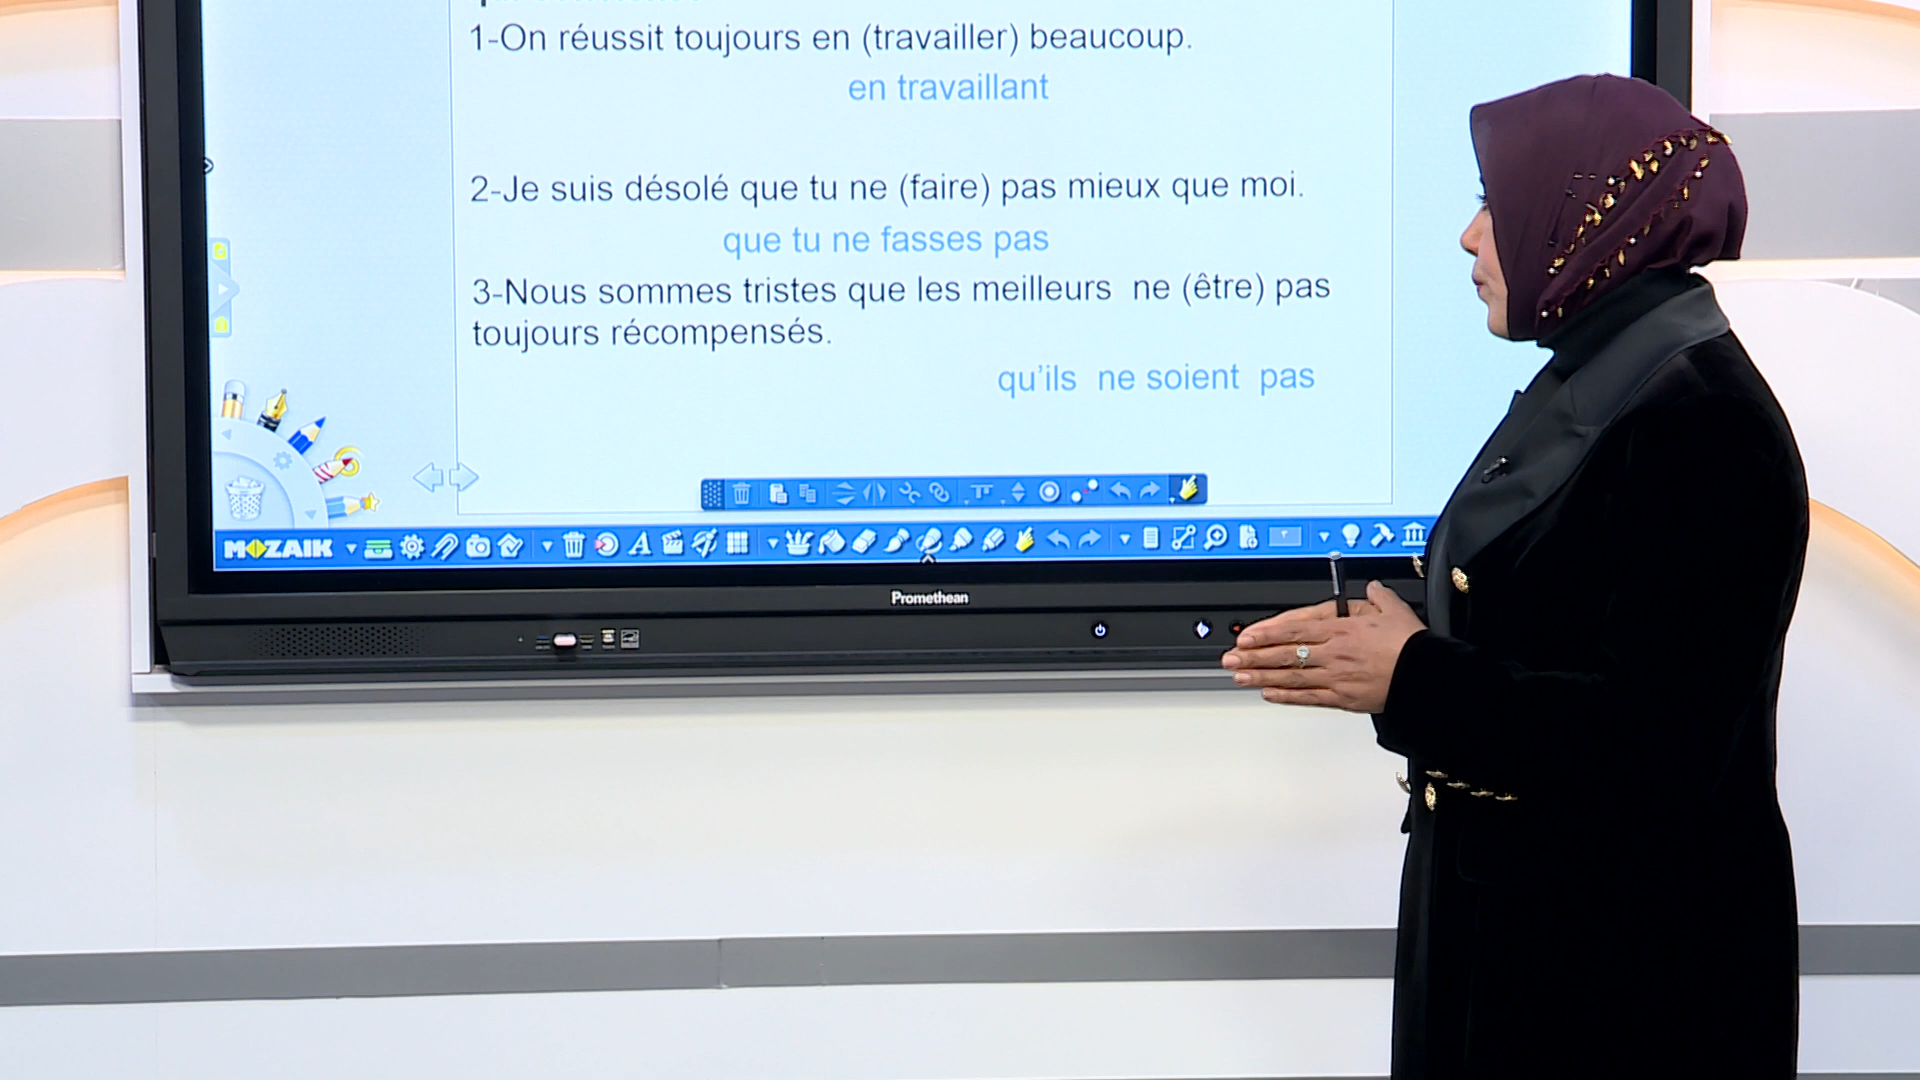 1-On réussit toujours en (travailler) beaucoup.
en travaillant
2-Je suis désolé que tu ne (faire) pas mieux que moi.
que tu ne fasses pas
3-Nous sommes tristes que les meilleurs ne (être) pas
toujours récompensés.
qu'ils ne soient pas
MOZAIK
Promethean